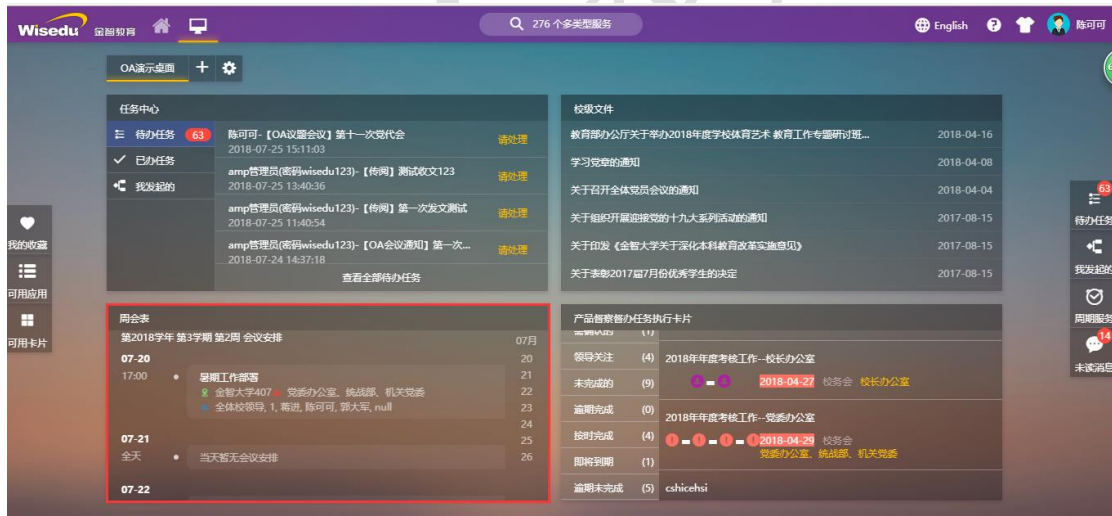 Wisedu 金智教育
276 个多类型服务
English
陈可可
OA演示桌面
任务中心
待办任务 63
已办任务
我发起的
陈可可-【OA议题会议】第十一次党代会
2018-07-25 15:11:03
请处理
amp管理员(密码wisedu123)-【传阅】测试收文123
2018-07-25 13:40:36
请处理
amp管理员(密码wisedu123)-【传阅】第一次发文测试
2018-07-25 11:40:54
请处理
amp管理员(密码wisedu123)-【OA会议通知】第一次...
2018-07-24 14:37:18
请处理
查看全部待办任务
校级文件
教育部办公厅关于举办2018年度学校体育艺术 教育工作专题研讨班... 2018-04-16
学习党章的通知 2018-04-08
关于召开全体党员会议的通知 2018-04-04
关于组织开展迎接党的十九大系列活动的通知 2017-08-15
关于印发《金智大学关于深化本科教育改革实施意见》 2017-08-15
关于表彰2017届7月份优秀学生的决定 2017-08-15
周会表
第2018学年 第3学期 第2周 会议安排
07月
20
21
22
23
24
25
26
07-20
17:00
暑期工作部署
金智大学407 党委办公室、统战部、机关党委
全体校领导, 1, 蒋进, 陈可可, 郭大军, null
07-21
全天
当天暂无会议安排
07-22
产品督察督办任务执行卡片
(1)
领导关注 (4)
未完成的 (9)
逾期完成 (0)
按时完成 (4)
即将到期 (1)
逾期未完成 (5)
2018年年度考核工作--校长办公室
2018-04-27 校务会 校长办公室
2018年年度考核工作--党委办公室
2018-04-29 校务会
党委办公室、统战部、机关党委
cshicehsi
我的收藏
可用应用
可用卡片
63
待办任务
我发起的
周期服务
14
未读消息